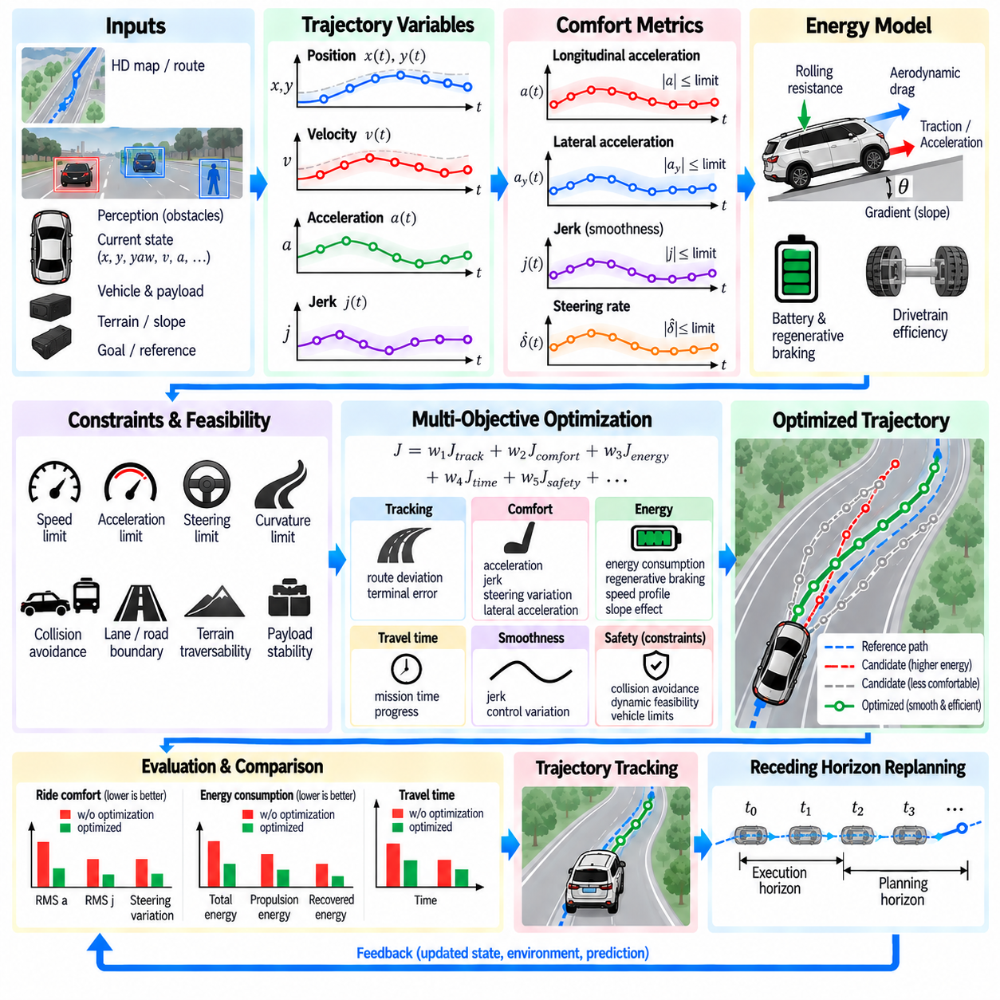 Inputs
HD map / route
Perception (obstacles)
Current state
(x, y, yaw, v, a, ...)
Vehicle & payload
Terrain / slope
Goal / reference
Trajectory Variables
Position x(t), y(t)
x,y
t
Velocity v(t)
v
t
Acceleration a(t)
a
t
Jerk j(t)
j
t
Comfort Metrics
Longitudinal acceleration
|a| ≤ limit
a(t)
t
Lateral acceleration
|a_y| ≤ limit
a_y(t)
t
Jerk (smoothness)
|j| ≤ limit
j(t)
t
Steering rate
|δ̂| ≤ limit
δ̇(t)
t
Energy Model
Rolling
resistance
Aerodynamic
drag
Traction /
Acceleration
θ
Gradient (slope)
Battery &
regenerative
braking
Drivetrain
efficiency
Constraints & Feasibility
Speed
limit
Acceleration
limit
Steering
limit
Curvature
limit
Collision
avoidance
Lane / road
boundary
Terrain
traversability
Payload
stability
Multi-Objective Optimization
J = w₁J_track + w₂J_comfort + w₃J_energy
+ w₄J_time + w₅J_safety + ...
Tracking
route deviation
terminal error
Comfort
acceleration
jerk
steering variation
lateral acceleration
Energy
energy consumption
regenerative braking
speed profile
slope effect
Travel time
mission time
progress
Smoothness
jerk
control variation
Safety (constraints)
collision avoidance
dynamic feasibility
vehicle limits
Optimized Trajectory
Reference path
Candidate (higher energy)
Candidate (less comfortable)
Optimized (smooth & efficient)
Evaluation & Comparison
Ride comfort (lower is better)
w/o optimization
optimized
RMS a
RMS j
Steering
variation
Energy consumption (lower is better)
w/o optimization
optimized
Total
energy
Propulsion
energy
Recovered
energy
Travel time
w/o optimization
optimized
Time
Trajectory Tracking
Receding Horizon Replanning
t₀ t₁ t₂ t₃ ...
Execution
horizon
Planning
horizon
Feedback (updated state, environment, prediction)